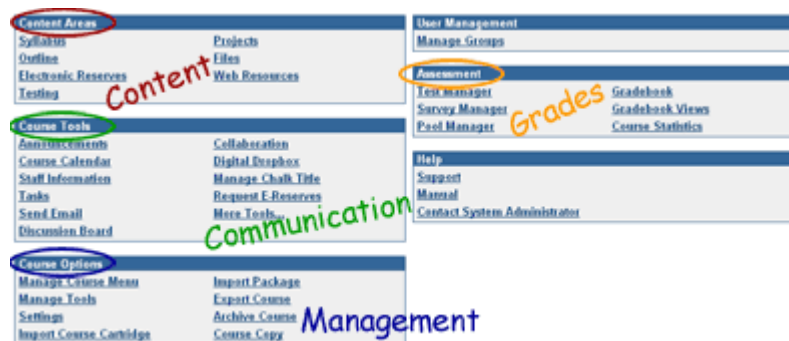 Content Areas
Syllabus Projects
Outline Files
Electronic Reserves Web Resources
Testing
Content
Course Tools
Announcements Collaboration
Course Calendar Digital Dropbox
Staff Information Manage Chalk Title
Tasks Request E-Reserves
Send Email More Tools...
Discussion Board
Communication
Course Options
Manage Course Menu Import Package
Manage Tools Export Course
Settings Archive Course
Import Course Cartridge Course Copy
Management
User Management
Manage Groups
Assessment
Test Manager Gradebook
Survey Manager Gradebook Views
Pool Manager Course Statistics
Grades
Help
Support
Manual
Contact System Administrator